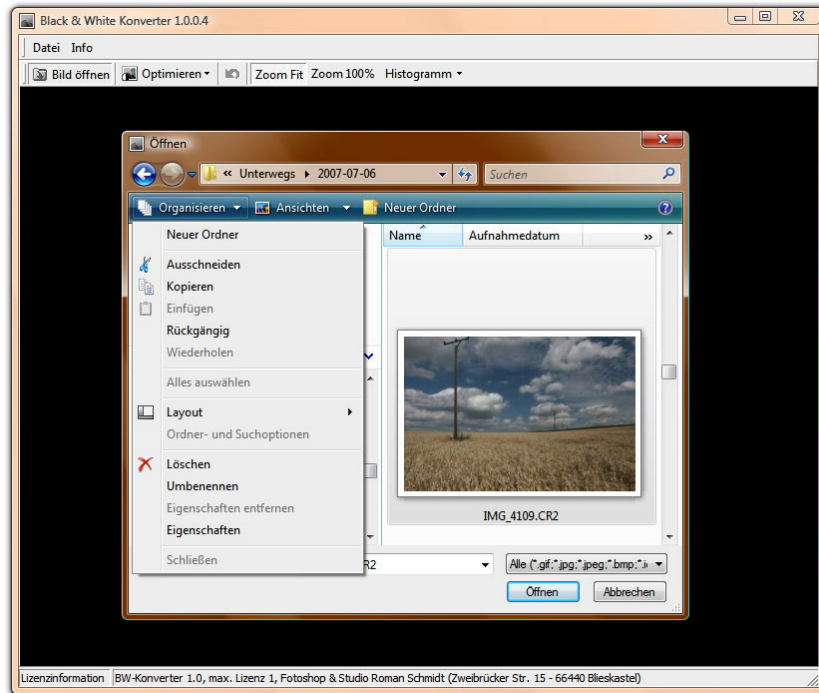 Black & White Konverter 1.0.0.4
Datei Info
Bild öffnen Optimieren Zoom Fit Zoom 100% Histogramm
Öffnen
« Unterwegs 2007-07-06 Suchen
Organisieren Ansichten Neuer Ordner
Neuer Ordner
Name Aufnahmedatum »
Ausschneiden
Kopieren
Einfügen
Rückgängig
Wiederholen
Alles auswählen
Layout
Ordner- und Suchoptionen
Löschen
Umbenennen
Eigenschaften entfernen
Eigenschaften
Schließen
IMG_4109.CR2
R2 Alle (*.gif;*.jpg;*.jpeg;*.bmp;*.i
Öffnen Abbrechen
Lizenzinformation BW-Konverter 1.0, max. Lizenz 1, Fotoshop & Studio Roman Schmidt (Zweibrücker Str. 15 - 66440 Blieskastel)